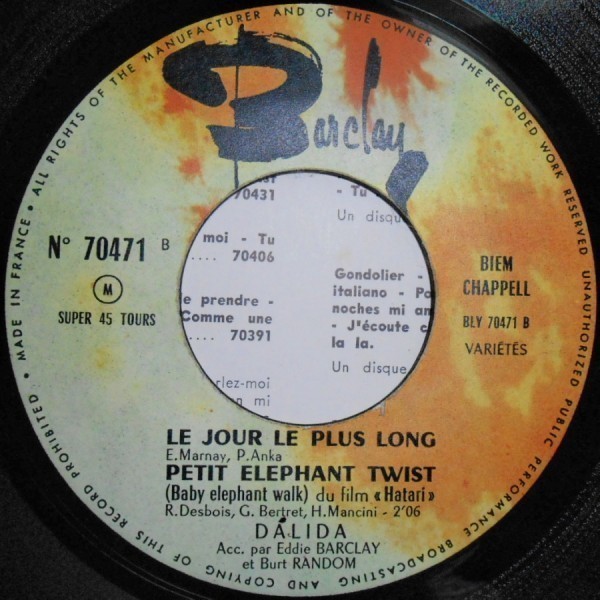 ALL RIGHTS OF THE MANUFACTURER AND OF THE OWNER OF THE RECORDED WORK RESERVED UNAUTHORIZED PUBLIC PERFORMANCE BROADCASTING AND COPYING OF THIS RECORD PROHIBITED • MADE IN FRANCE •
Barclay
N° 70471 B
M
SUPER 45 TOURS
BIEM
CHAPPELL
BLY 70471 B
VARIÉTÉS
70431
moi - Tu
.... 70406
e prendre -
Comme une
70391
rlez-moi
n mi
- Tu
Un disque
Gondolier -
italiano - Po
noches mi an
- J'écoute c
la la.
Un disque
LE JOUR LE PLUS LONG
E. Marnay, P. Anka
PETIT ELEPHANT TWIST
(Baby elephant walk) du film «Hatari»
R. Desbois, G. Bertret, H. Mancini - 2'06
DALIDA
Acc. par Eddie BARCLAY
et Burt RANDOM